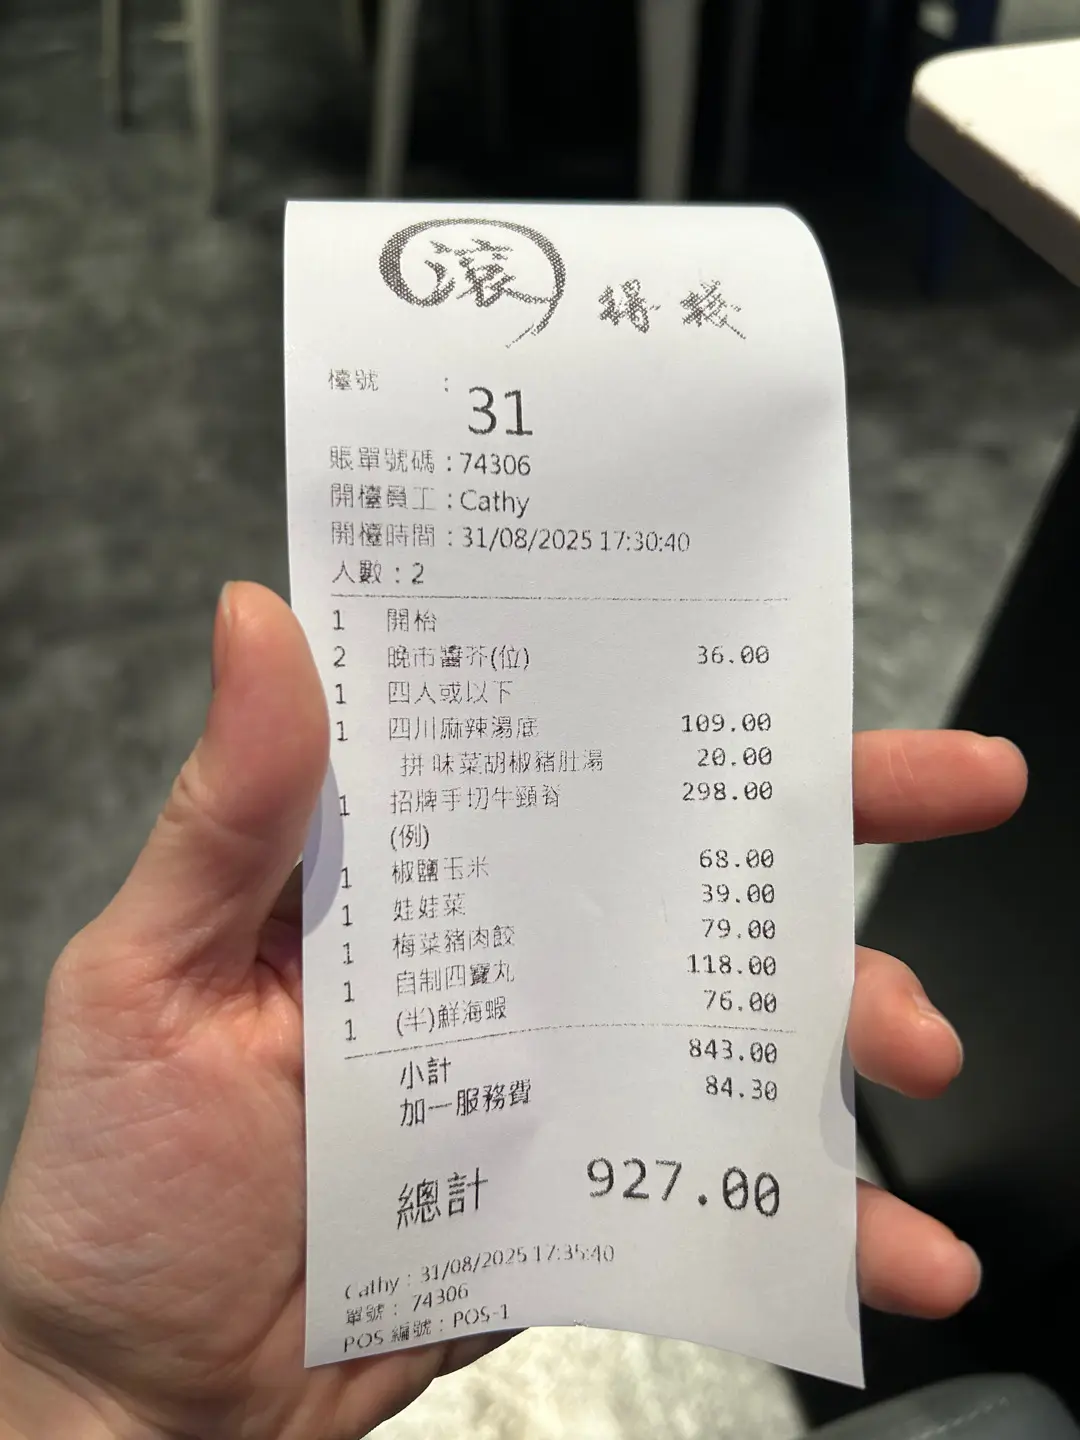 滾得棧
檯號 : 31
賬單號碼 : 74306
開檯員工 : Cathy
開檯時間 : 31/08/2025 17:30:40
人數 : 2
1 開枱
2 晚市醬芥(位) 36.00
1 四人或以下
1 四川麻辣湯底 109.00
拼 味菜胡椒豬肚湯 20.00
1 招牌手切牛頸脊 298.00
(例)
1 椒鹽玉米 68.00
1 娃娃菜 39.00
1 梅菜豬肉餃 79.00
1 自制四寶丸 118.00
1 (半)鮮海蝦 76.00
小計 843.00
加一服務費 84.30
總計 927.00
Cathy : 31/08/2025 17:35:40
單號 : 74306
POS 編號 : POS-1